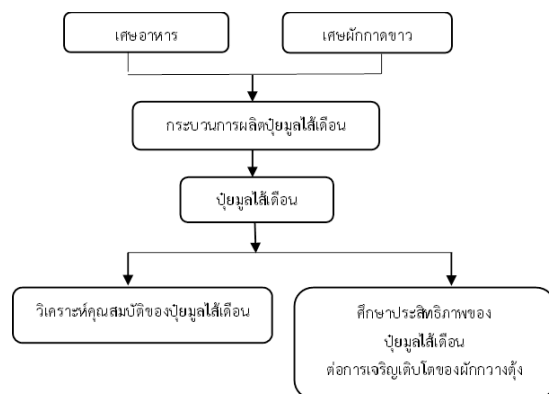 เศษอาหาร
เศษผักกาดขาว
กระบวนการผลิตปุ๋ยมูลไส้เดือน
ปุ๋ยมูลไส้เดือน
วิเคราะห์คุณสมบัติของปุ๋ยมูลไส้เดือน
ศึกษาประสิทธิภาพของ
ปุ๋ยมูลไส้เดือน
ต่อการเจริญเติบโตของผักกวางตุ้ง